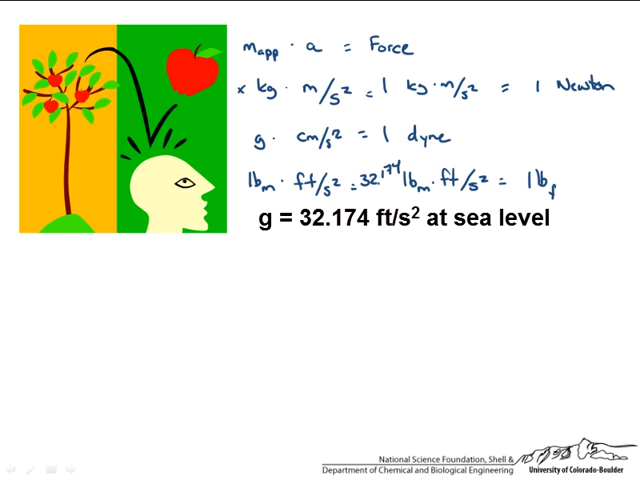 m_app · a = Force
x kg · m/s² = 1 kg·m/s² = 1 Newton
g · cm/s² = 1 dyne
lb_m · ft/s² = 32.174 lb_m · ft/s² = 1 lb_f
g = 32.174 ft/s² at sea level
National Science Foundation, Shell &
Department of Chemical and Biological Engineering
University of Colorado-Boulder